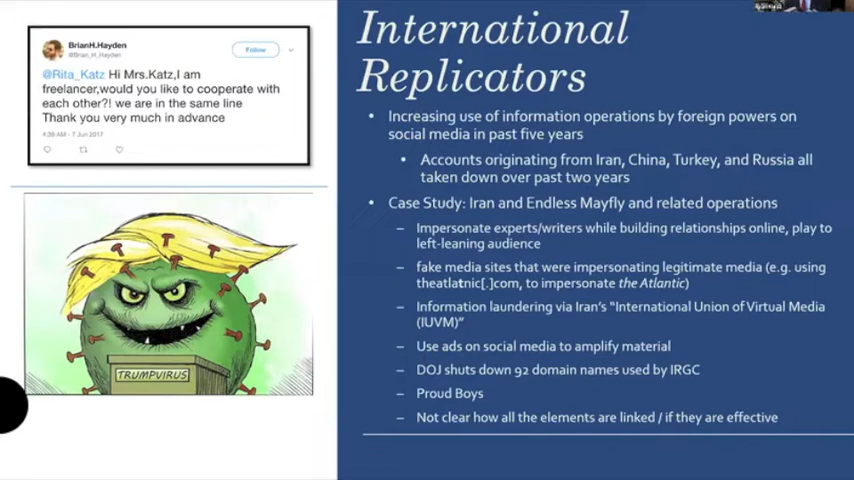 BrianH.Hayden
@Brian_H_Hayden
Follow
@Rita_Katz Hi Mrs.Katz,I am
freelancer,would you like to cooperate with
each other?! we are in the same line
Thank you very much in advance
4:39 AM - 7 Jun 2017
TRUMPVIRUS
International
Replicators
• Increasing use of information operations by foreign powers on
social media in past five years
• Accounts originating from Iran, China, Turkey, and Russia all
taken down over past two years
• Case Study: Iran and Endless Mayfly and related operations
– Impersonate experts/writers while building relationships online, play to
left-leaning audience
– fake media sites that were impersonating legitimate media (e.g. using
theatlatnic[.]com, to impersonate the Atlantic)
– Information laundering via Iran's "International Union of Virtual Media
(IUVM)"
– Use ads on social media to amplify material
– DOJ shuts down 92 domain names used by IRGC
– Proud Boys
– Not clear how all the elements are linked / if they are effective